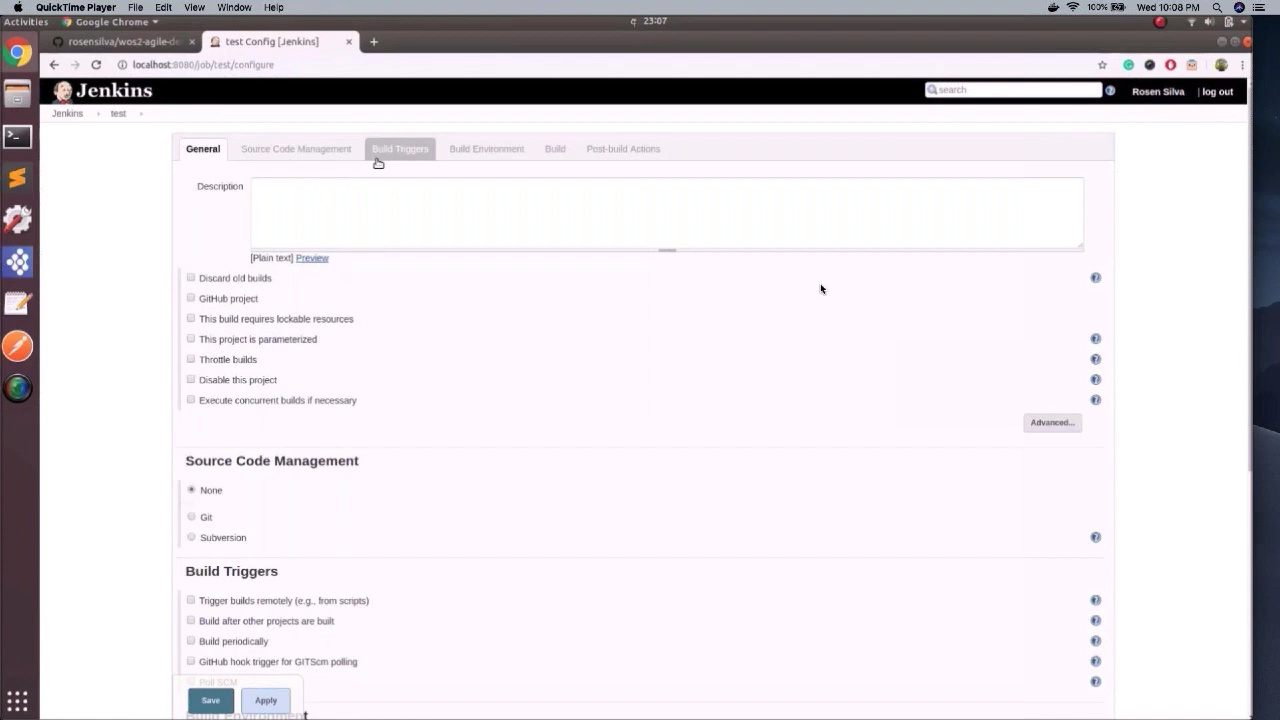 QuickTime Player File Edit View Window Help
Wed 10:08 PM
Activities Google Chrome 23:07
rosensilva/wos2-agile-de
test Config [Jenkins]
localhost:8080/job/test/configure
Jenkins
search
Rosen Silva | log out
Jenkins test
General Source Code Management Build Triggers Build Environment Build Post-build Actions
Description
[Plain text] Preview
Discard old builds
GitHub project
This build requires lockable resources
This project is parameterized
Throttle builds
Disable this project
Execute concurrent builds if necessary
Advanced...
Source Code Management
None
Git
Subversion
Build Triggers
Trigger builds remotely (e.g., from scripts)
Build after other projects are built
Build periodically
GitHub hook trigger for GITScm polling
Poll SCM
Save Apply
Build Environment